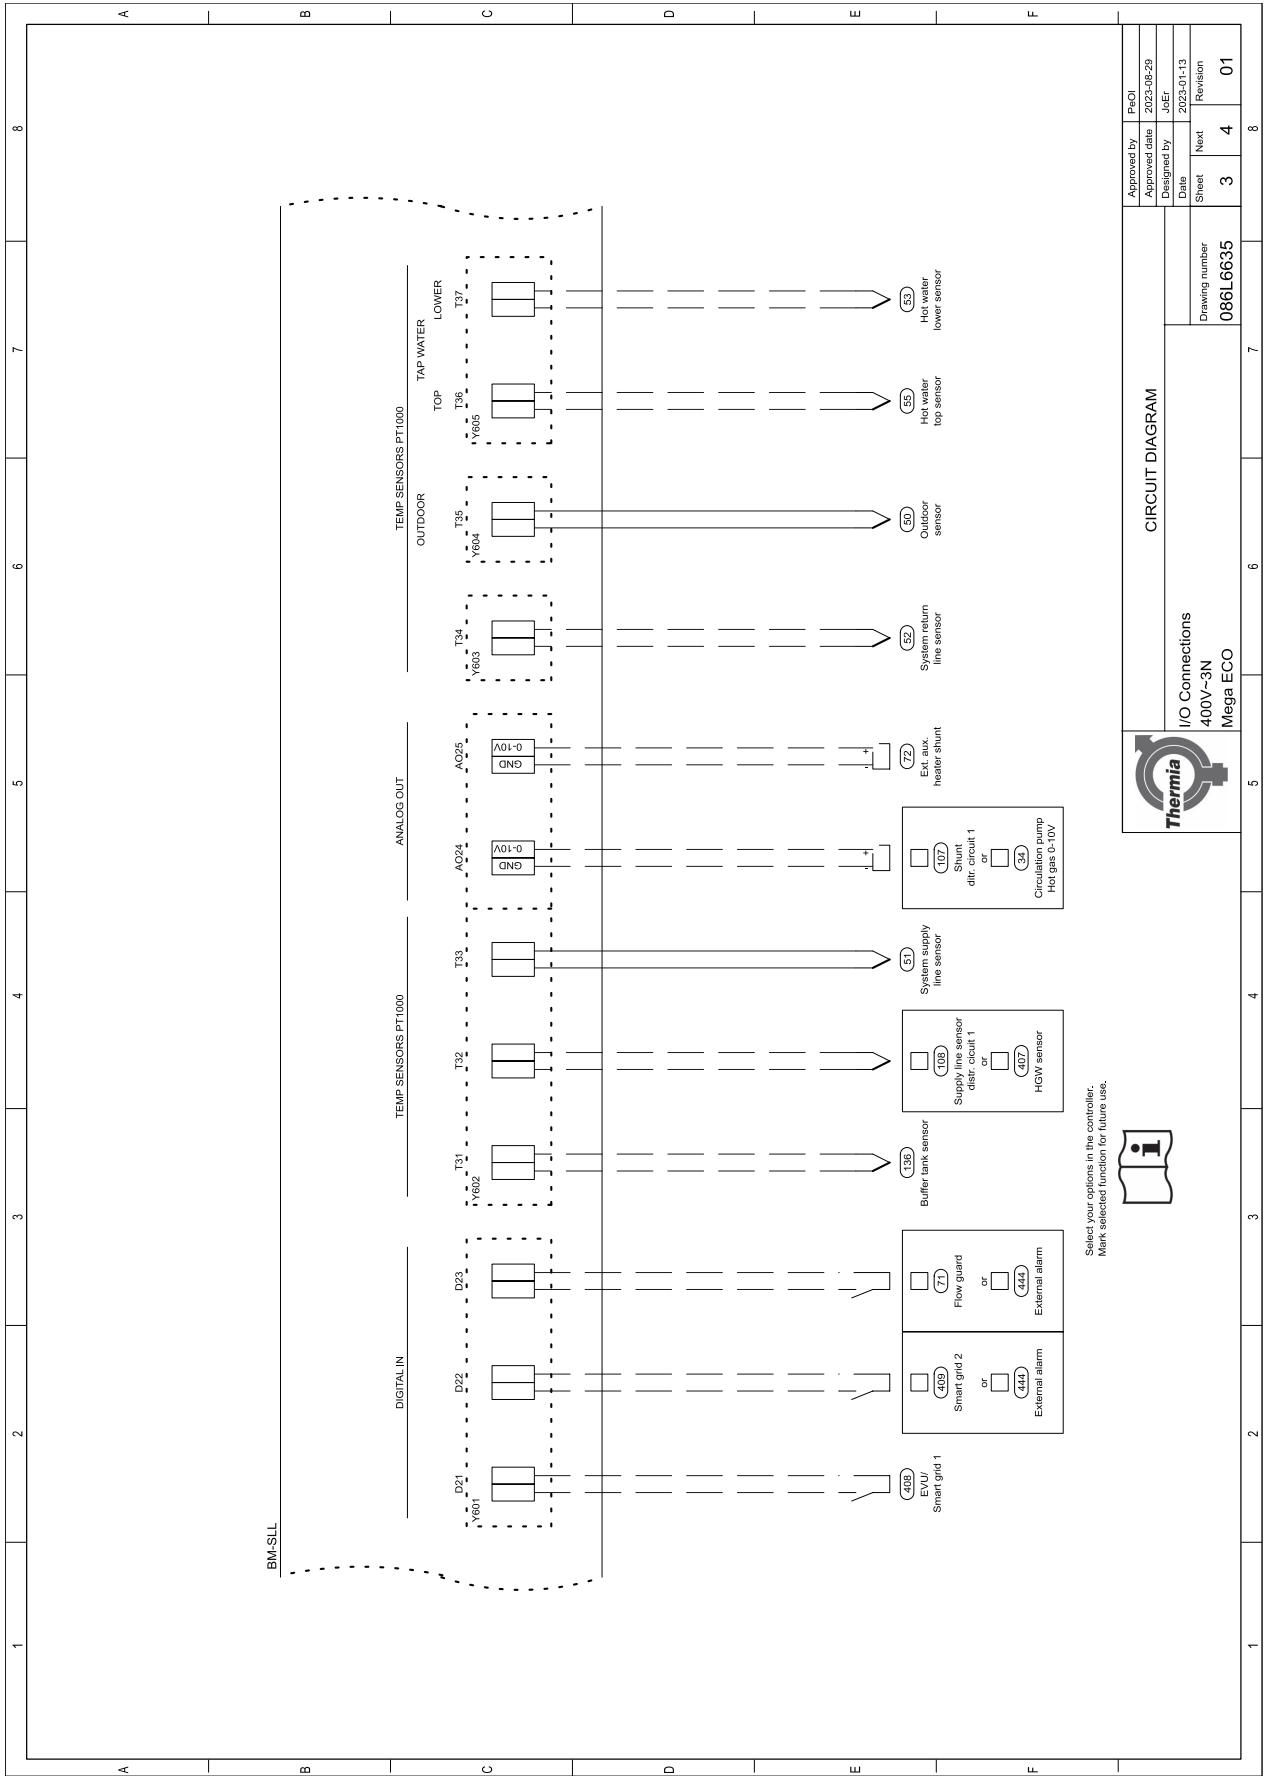 1 2 3 4 5 6 7 8
A A
B B
C C
D D
E E
F F
1 2 3 4 5 6 7 8
BM-SLL
DIGITAL IN
TEMP SENSORS PT1000
ANALOG OUT
TEMP SENSORS PT1000
OUTDOOR
TAP WATER
TOP
LOWER
D21 D22 D23 T31 T32 T33 AO24 AO25 T34 T35 T36 T37
Y601 Y602 Y603 Y604 Y605
GND 0-10V
GND 0-10V
- +
- +
408
EVU/
Smart grid 1
409
Smart grid 2
or
444
External alarm
71
Flow guard
or
444
External alarm
136
Buffer tank sensor
108
Supply line sensor
distr. cicuit 1
or
407
HGW sensor
51
System supply
line sensor
107
Shunt
ditr. circuit 1
or
34
Circulation pump
Hot gas 0-10V
72
Ext. aux.
heater shunt
52
System return
line sensor
50
Outdoor
sensor
55
Hot water
top sensor
53
Hot water
lower sensor
Select your options in the controller.
Mark selected function for future use.
i
Thermia
CIRCUIT DIAGRAM
I/O Connections
400V~3N
Mega ECO
Drawing number
086L6635
Approved by PeOl
Approved date 2023-08-29
Designed by JoEr
Date 2023-01-13
Sheet Next Revision
3 4 01